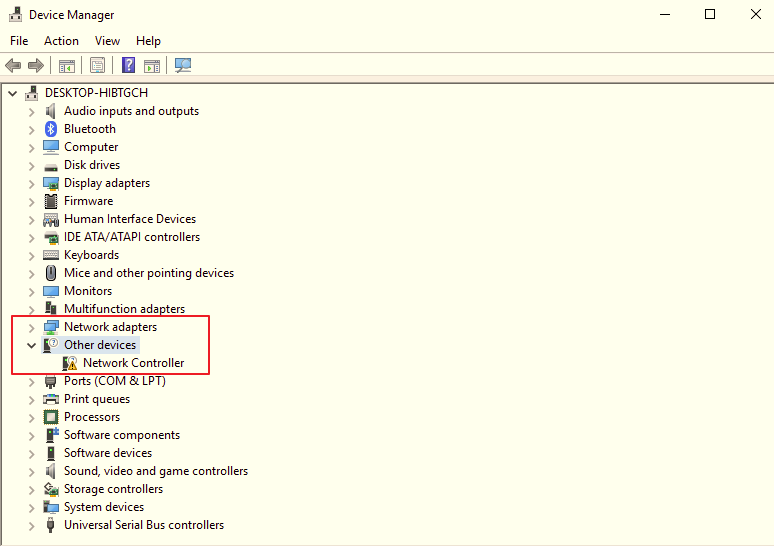 Device Manager
File Action View Help
DESKTOP-HIBTGCH
Audio inputs and outputs
Bluetooth
Computer
Disk drives
Display adapters
Firmware
Human Interface Devices
IDE ATA/ATAPI controllers
Keyboards
Mice and other pointing devices
Monitors
Multifunction adapters
Network adapters
Other devices
Network Controller
Ports (COM & LPT)
Print queues
Processors
Software components
Software devices
Sound, video and game controllers
Storage controllers
System devices
Universal Serial Bus controllers